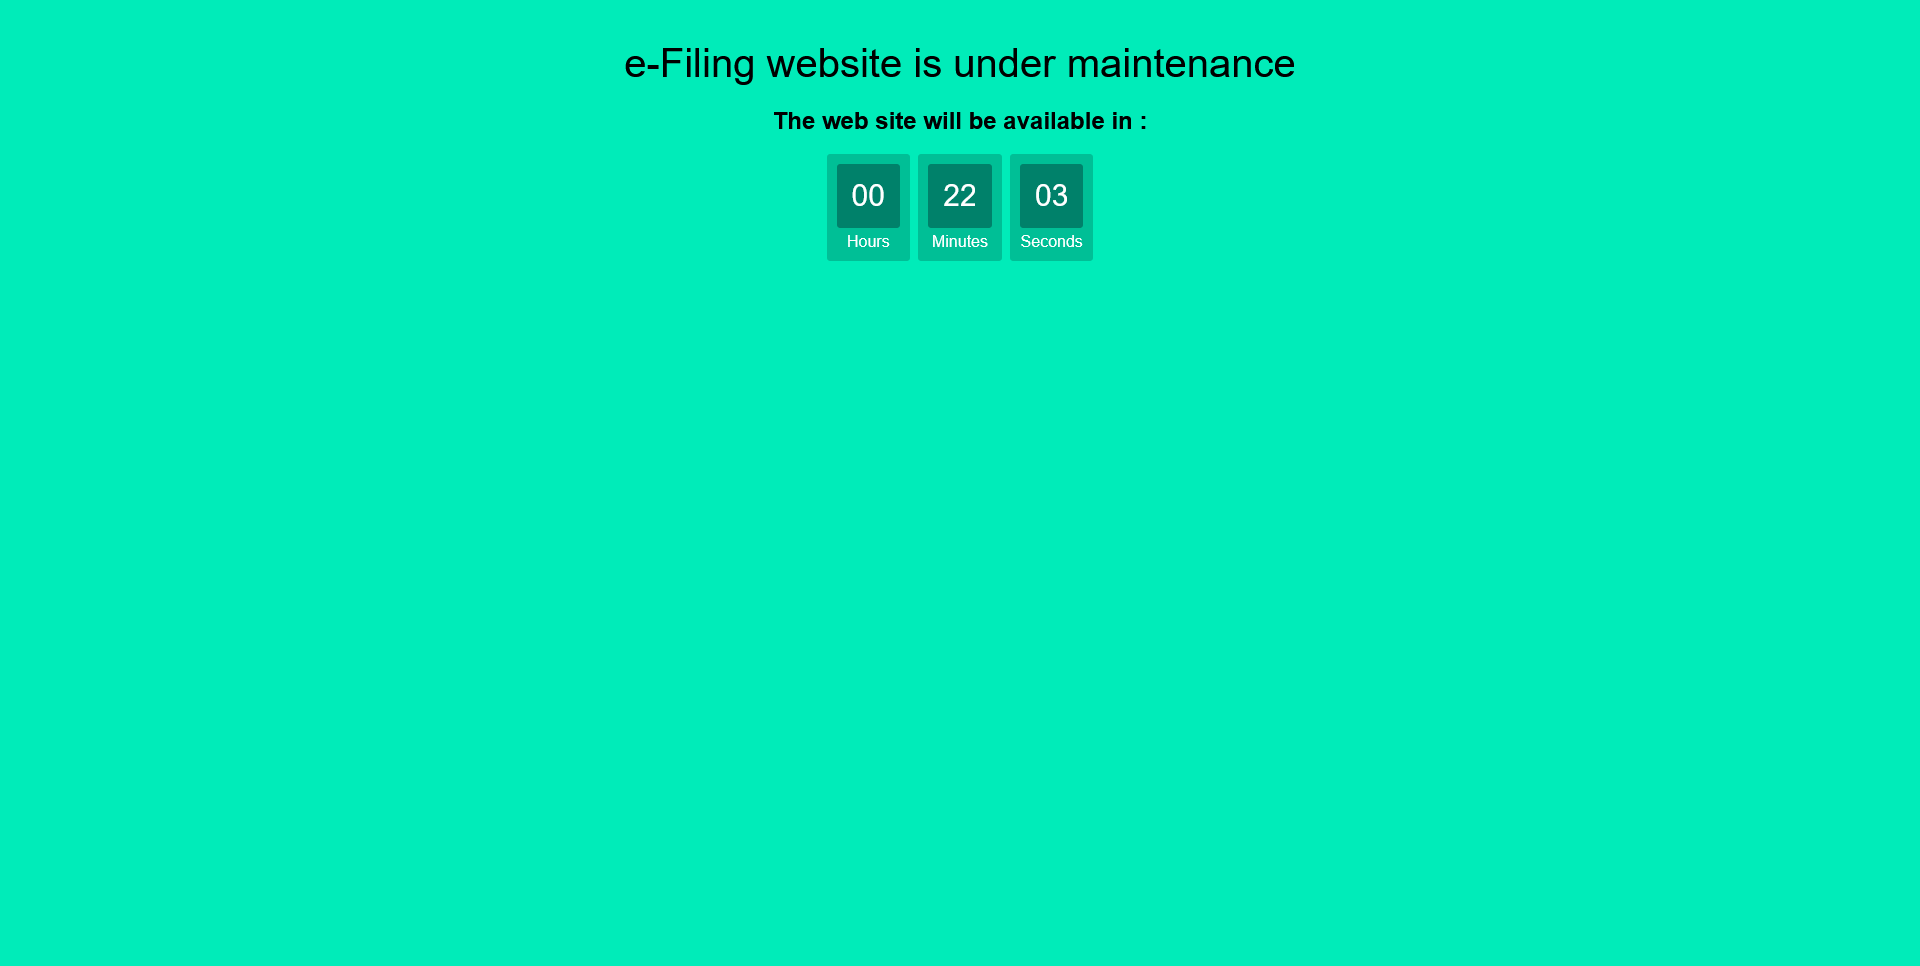 e-Filing website is under maintenance
The web site will be available in :
00 22 03
Hours Minutes Seconds